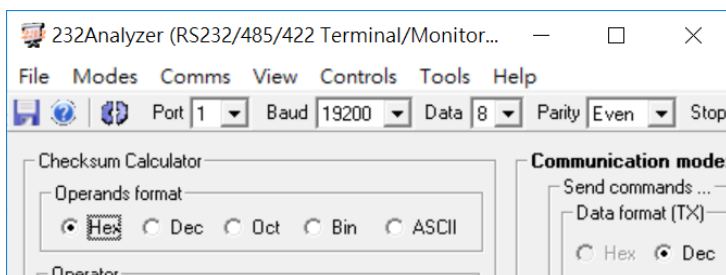 232Analyzer (RS232/485/422 Terminal/Monitor...
File Modes Comms View Controls Tools Help
Port 1 Baud 19200 Data 8 Parity Even Stop
Checksum Calculator
Operands format
Hex Dec Oct Bin ASCII
Operator
Communication mode
Send commands ...
Data format (TX)
Hex Dec